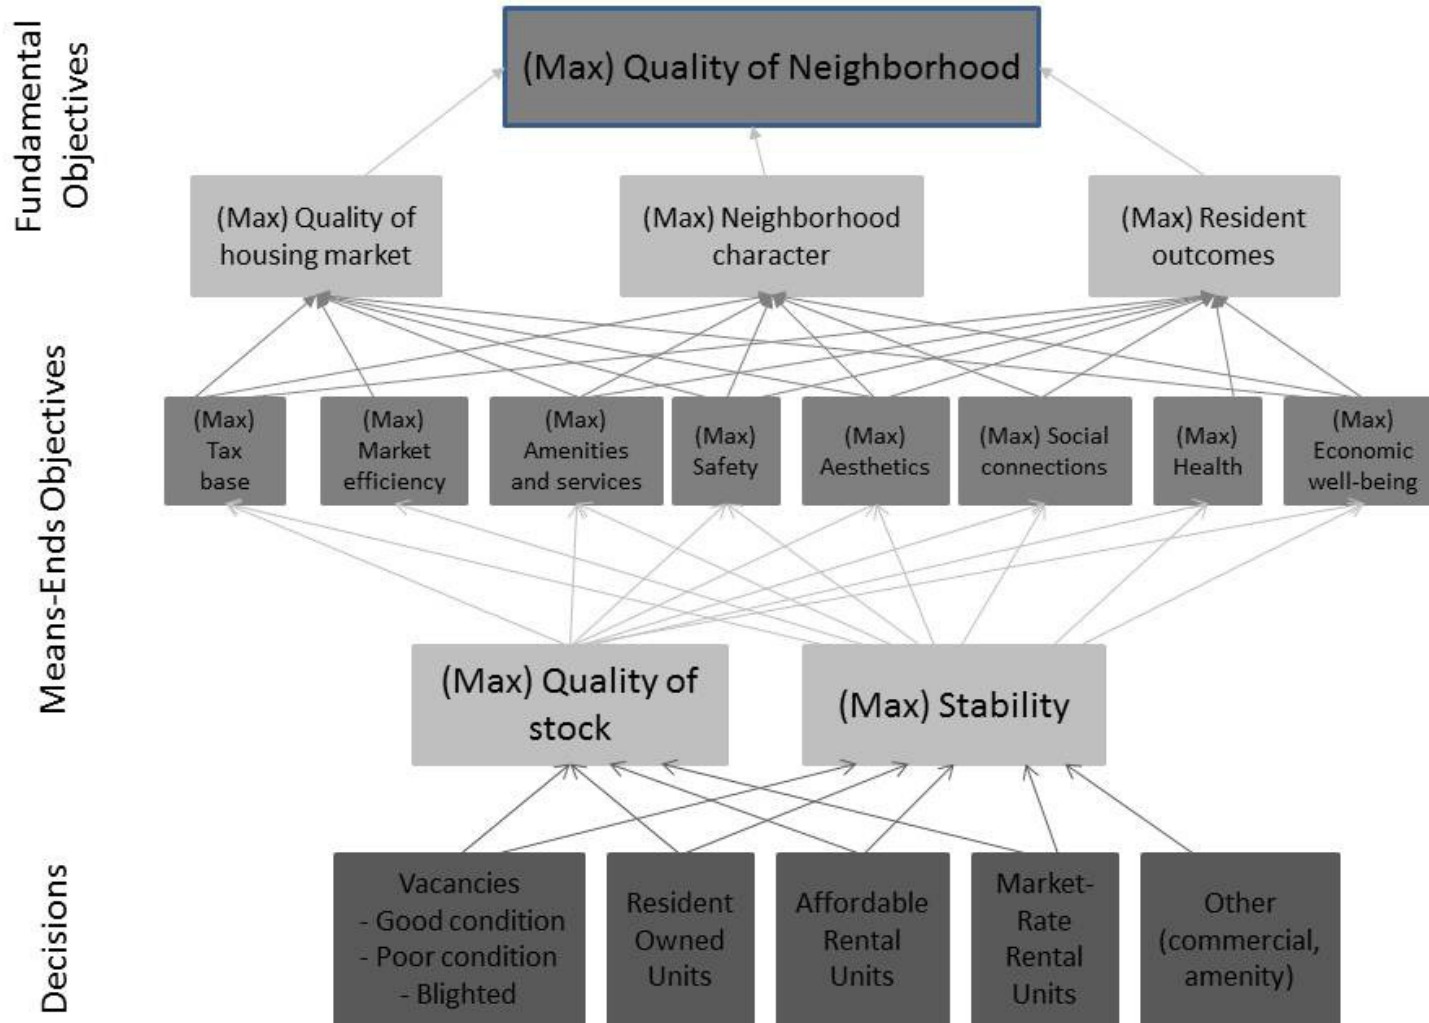 Fundamental
Objectives
(Max) Quality of Neighborhood
(Max) Quality of
housing market
(Max) Neighborhood
character
(Max) Resident
outcomes
Means-Ends Objectives
(Max)
Tax
base
(Max)
Market
efficiency
(Max)
Amenities
and services
(Max)
Safety
(Max)
Aesthetics
(Max) Social
connections
(Max)
Health
(Max)
Economic
well-being
(Max) Quality of
stock
(Max) Stability
Decisions
Vacancies
- Good condition
- Poor condition
- Blighted
Resident
Owned
Units
Affordable
Rental
Units
Market-
Rate
Rental
Units
Other
(commercial,
amenity)